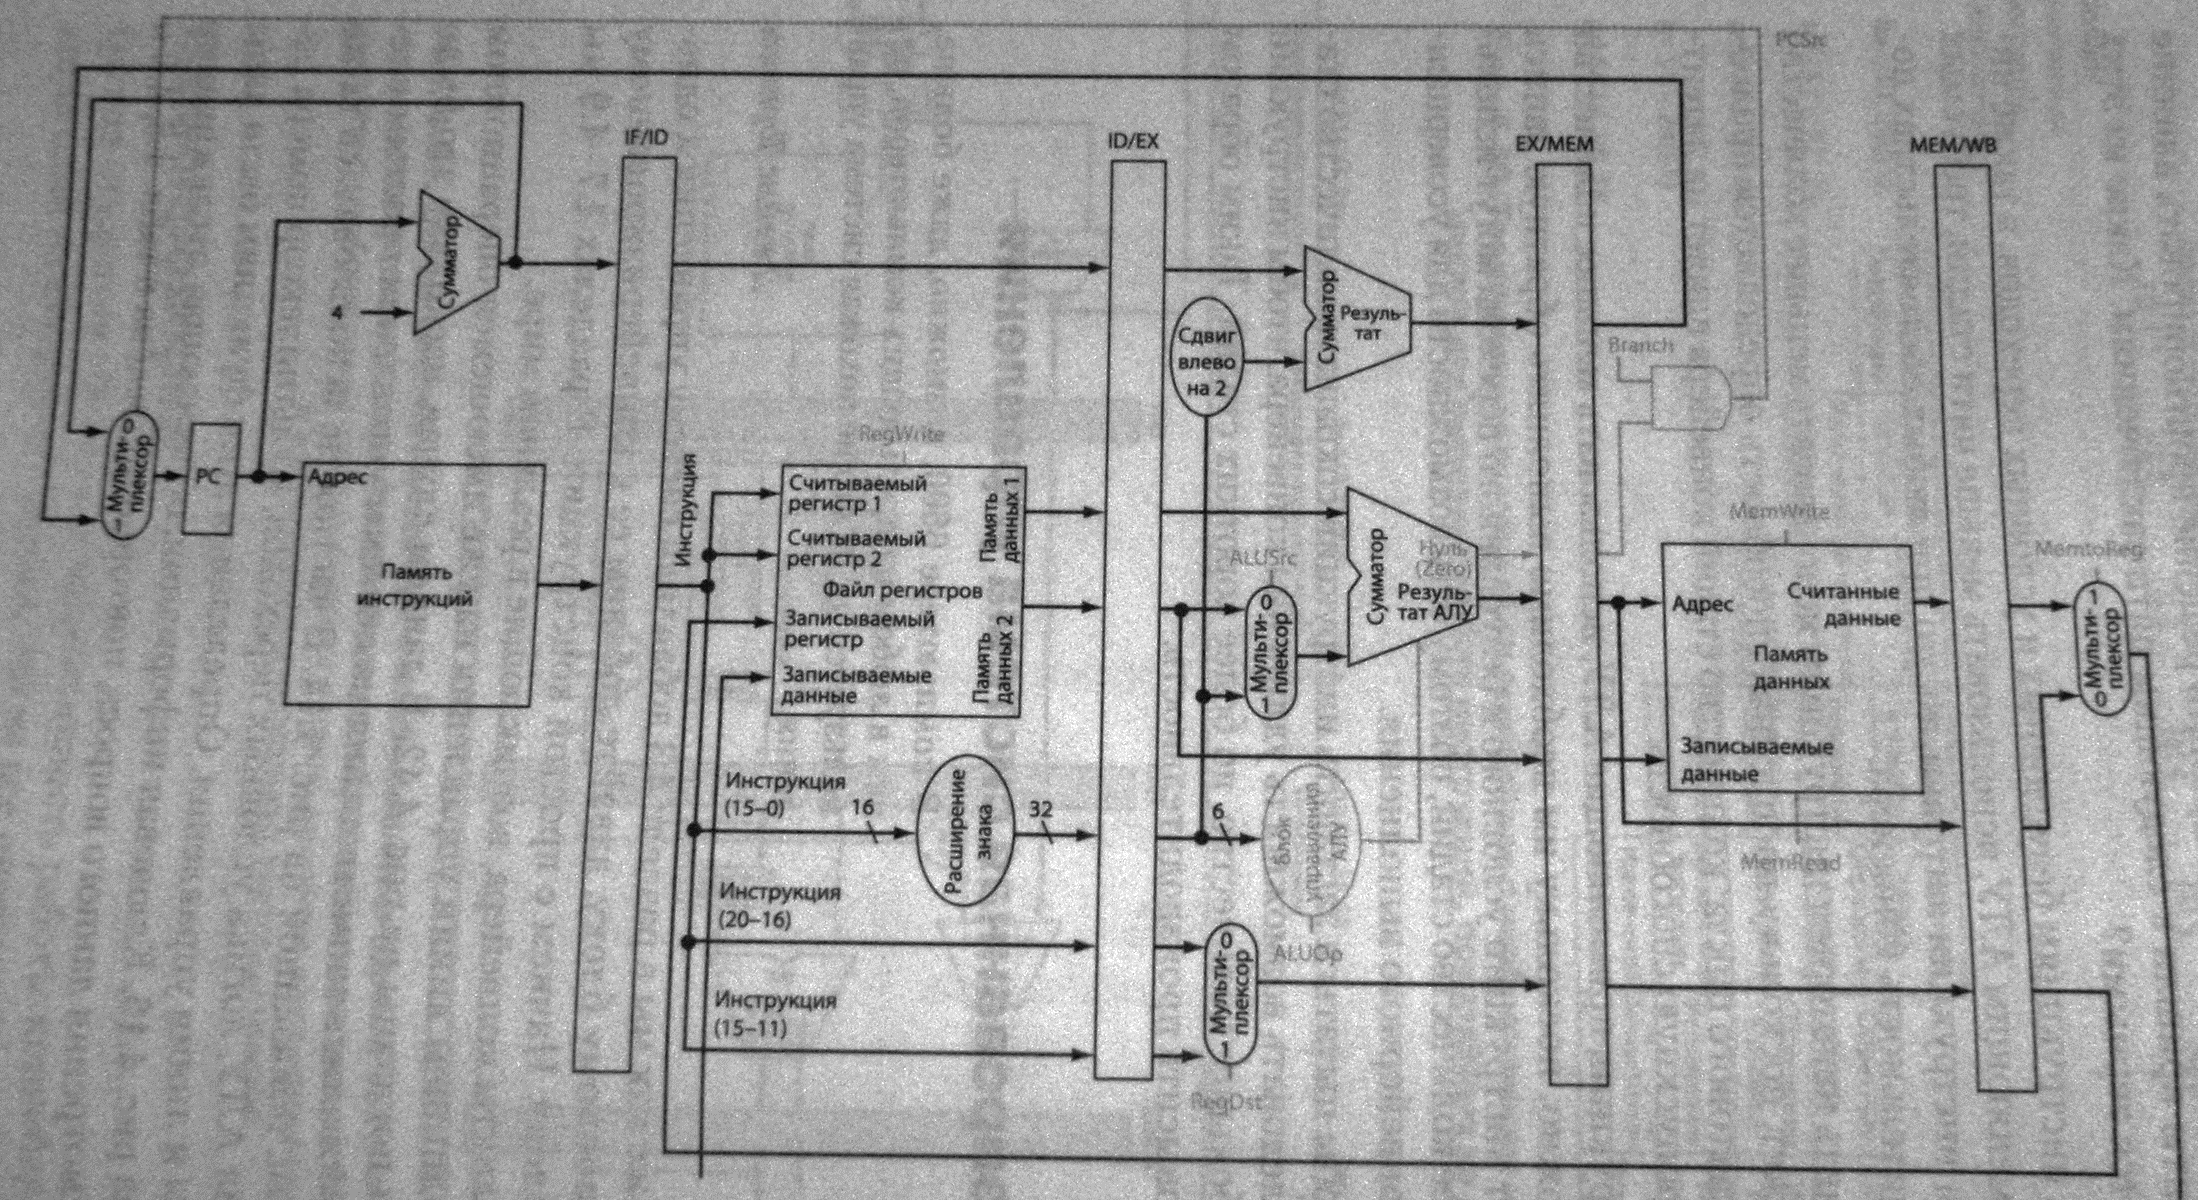 PCSrc
IF/ID
ID/EX
EX/MEM
MEM/WB
Сумматор
4
Сдвиг
влево
на 2
Сумматор
Резуль-
тат
Branch
0
Мульти-
плексор
1
PC
Адрес
Память
инструкций
Инструкция
RegWrite
Считываемый
регистр 1
Считываемый
регистр 2
Файл регистров
Записываемый
регистр
Записываемые
данные
Память
данных 1
Память
данных 2
ALUSrc
0
Мульти-
плексор
1
Сумматор
Нуль
(Zero)
Резуль-
тат АЛУ
MemWrite
Адрес
Считанные
данные
Память
данных
Записываемые
данные
MemRead
MemtoReg
1
Мульти-
плексор
0
Инструкция
(15–0)
16
Расширение
знака
32
6
Блок
управления
АЛУ
ALUOp
Инструкция
(20–16)
Инструкция
(15–11)
0
Мульти-
плексор
1
RegDst